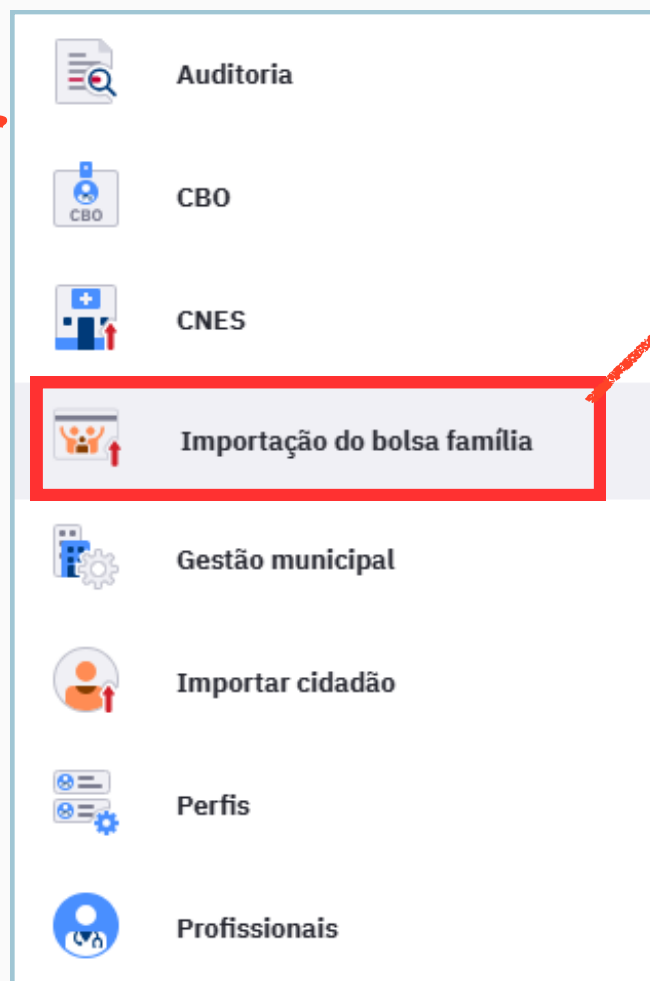 Auditoria
CBO
CBO
CNES
Importação do bolsa família
Gestão municipal
Importar cidadão
Perfis
Profissionais